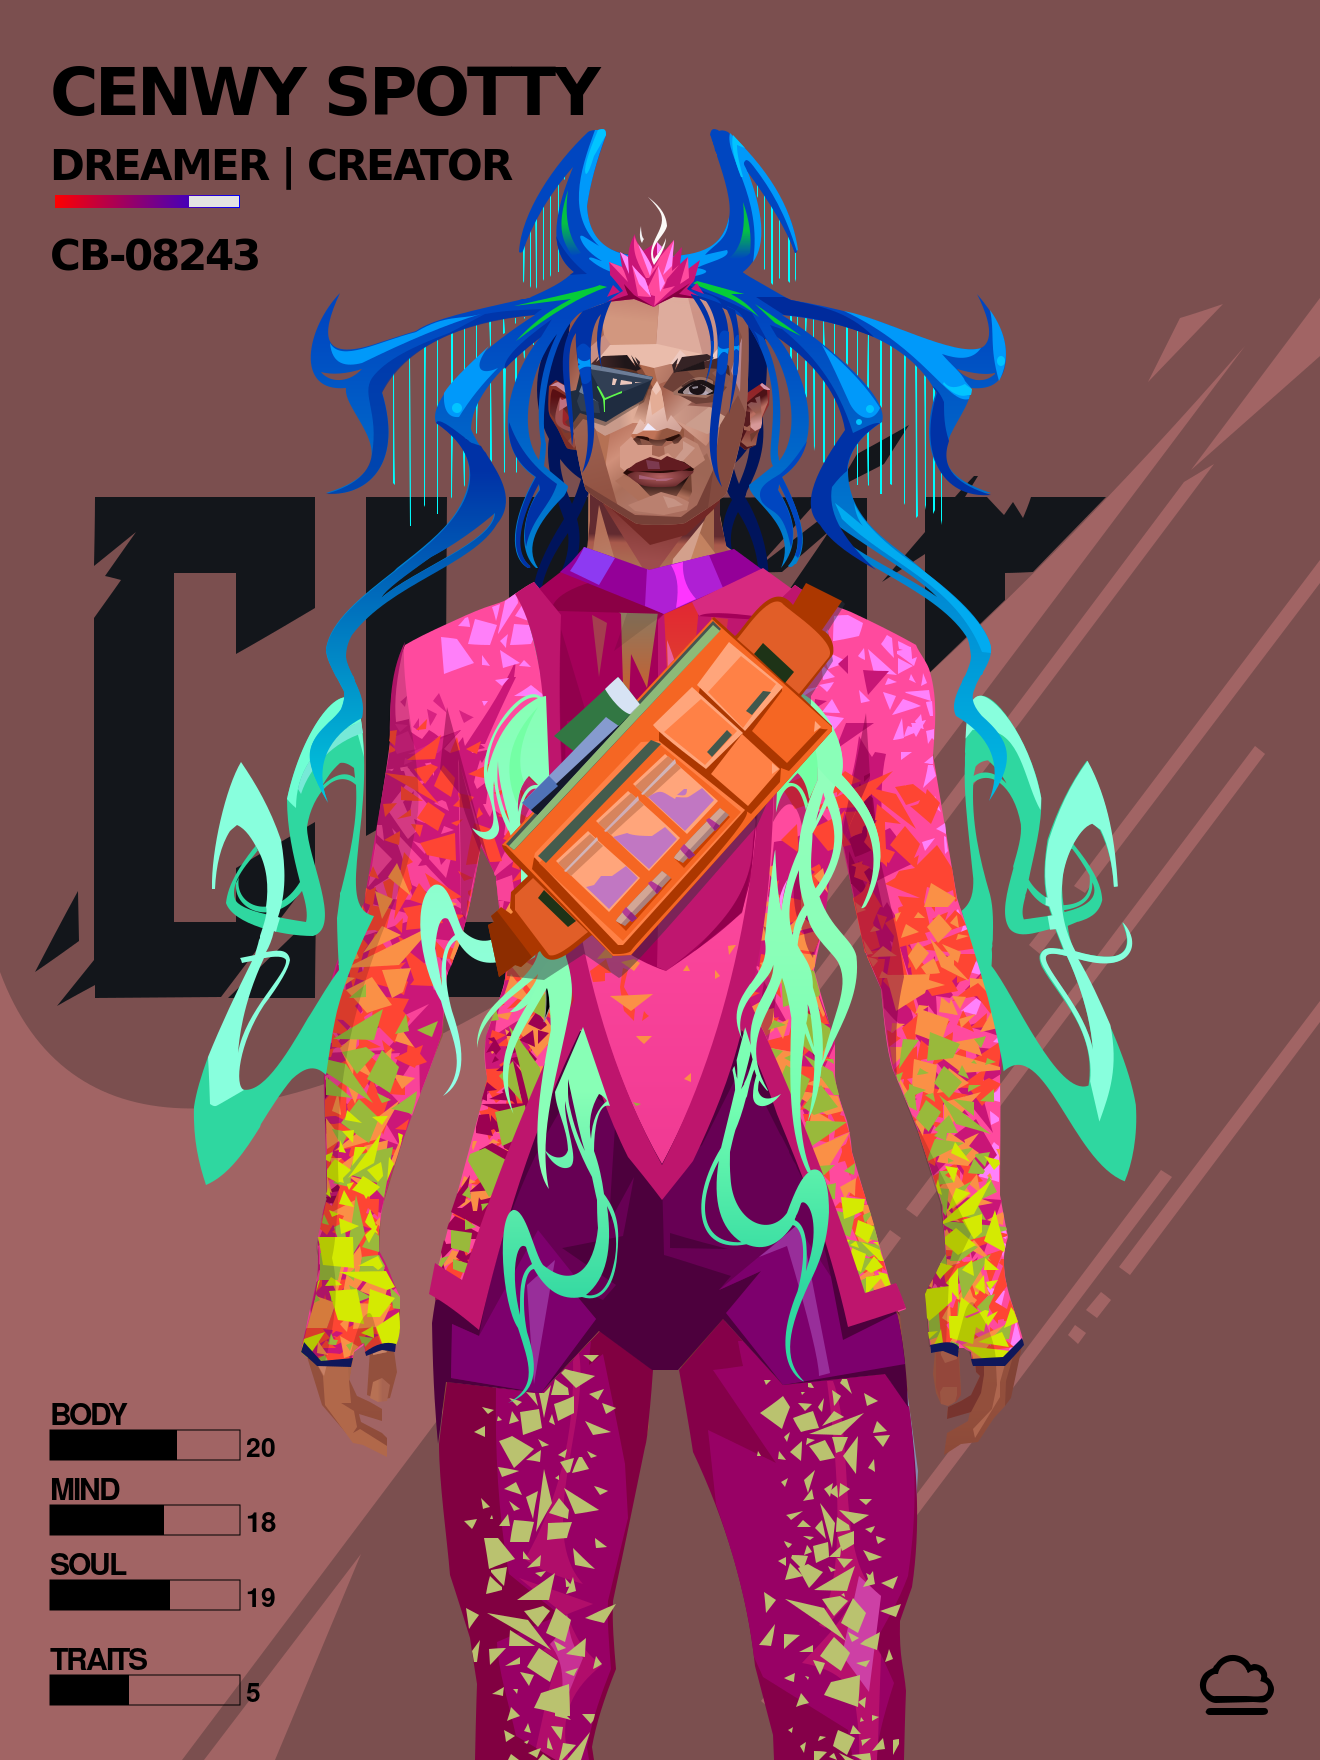 CENWY SPOTTY
DREAMER | CREATOR
CB-08243
BODY
20
MIND
18
SOUL
19
TRAITS
5